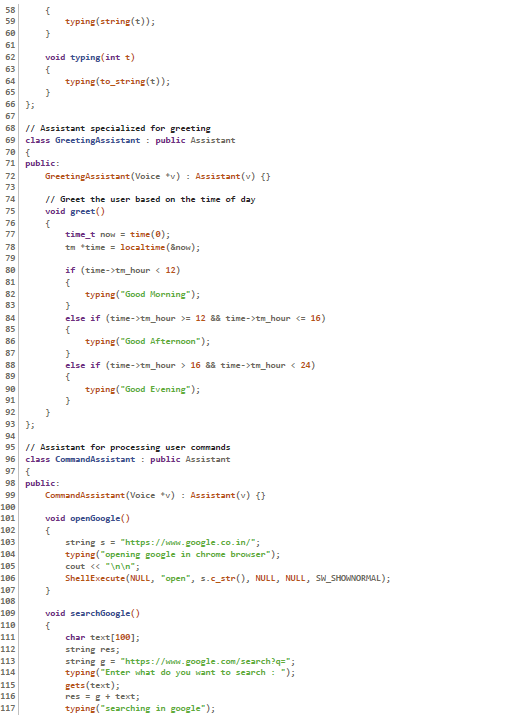 58     {
59         typing(string(t));
60     }
61
62     void typing(int t)
63     {
64         typing(to_string(t));
65     }
66 };
67
68 // Assistant specialized for greeting
69 class GreetingAssistant : public Assistant
70 {
71 public:
72     GreetingAssistant(Voice *v) : Assistant(v) {}
73
74     // Greet the user based on the time of day
75     void greet()
76     {
77         time_t now = time(0);
78         tm *time = localtime(&now);
79
80         if (time->tm_hour < 12)
81         {
82             typing("Good Morning");
83         }
84         else if (time->tm_hour >= 12 && time->tm_hour <= 16)
85         {
86             typing("Good Afternoon");
87         }
88         else if (time->tm_hour > 16 && time->tm_hour < 24)
89         {
90             typing("Good Evening");
91         }
92     }
93 };
94
95 // Assistant for processing user commands
96 class CommandAssistant : public Assistant
97 {
98 public:
99     CommandAssistant(Voice *v) : Assistant(v) {}
100
101     void openGoogle()
102     {
103         string s = "https://www.google.co.in/";
104         typing("opening google in chrome browser");
105         cout << "\n\n";
106         ShellExecute(NULL, "open", s.c_str(), NULL, NULL, SW_SHOWNORMAL);
107     }
108
109     void searchGoogle()
110     {
111         char text[100];
112         string res;
113         string g = "https://www.google.com/search?q=";
114         typing("Enter what do you want to search : ");
115         gets(text);
116         res = g + text;
117         typing("searching in google");